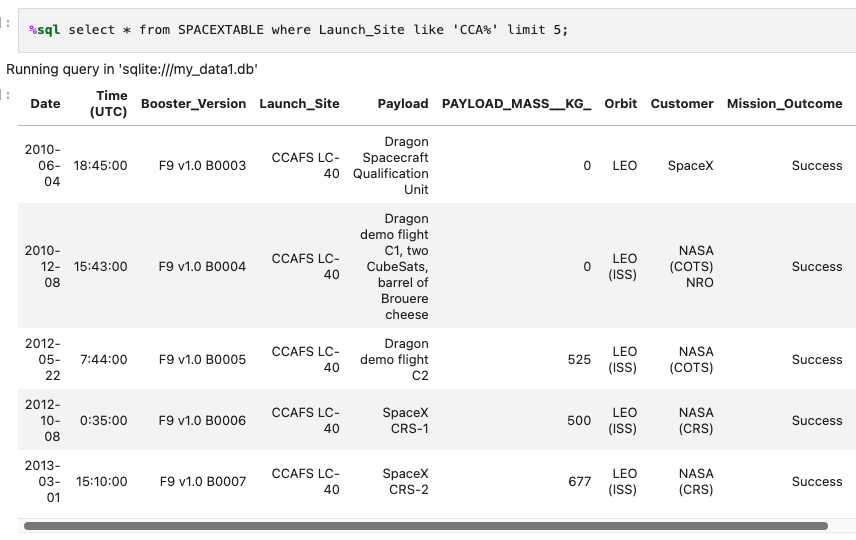 ]:
%sql select * from SPACEXTABLE where Launch_Site like 'CCA%' limit 5;
Running query in 'sqlite:///my_data1.db'
]:
Date Time (UTC) Booster_Version Launch_Site Payload PAYLOAD_MASS__KG_ Orbit Customer Mission_Outcome
2010-06-04 18:45:00 F9 v1.0 B0003 CCAFS LC-40 Dragon Spacecraft Qualification Unit 0 LEO SpaceX Success
2010-12-08 15:43:00 F9 v1.0 B0004 CCAFS LC-40 Dragon demo flight C1, two CubeSats, barrel of Brouere cheese 0 LEO (ISS) NASA (COTS) NRO Success
2012-05-22 7:44:00 F9 v1.0 B0005 CCAFS LC-40 Dragon demo flight C2 525 LEO (ISS) NASA (COTS) Success
2012-10-08 0:35:00 F9 v1.0 B0006 CCAFS LC-40 SpaceX CRS-1 500 LEO (ISS) NASA (CRS) Success
2013-03-01 15:10:00 F9 v1.0 B0007 CCAFS LC-40 SpaceX CRS-2 677 LEO (ISS) NASA (CRS) Success